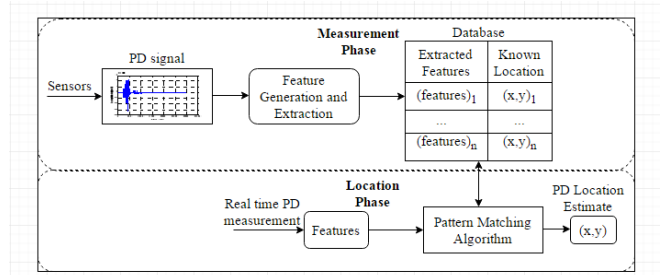 Measurement
Phase
Database
PD signal
Extracted
Features
Known
Location
Sensors
Feature
Generation and
Extraction
(features)1
(x,y)1
...
...
(features)n
(x,y)n
Location
Phase
PD Location
Estimate
Real time PD
measurement
Features
Pattern Matching
Algorithm
(x,y)